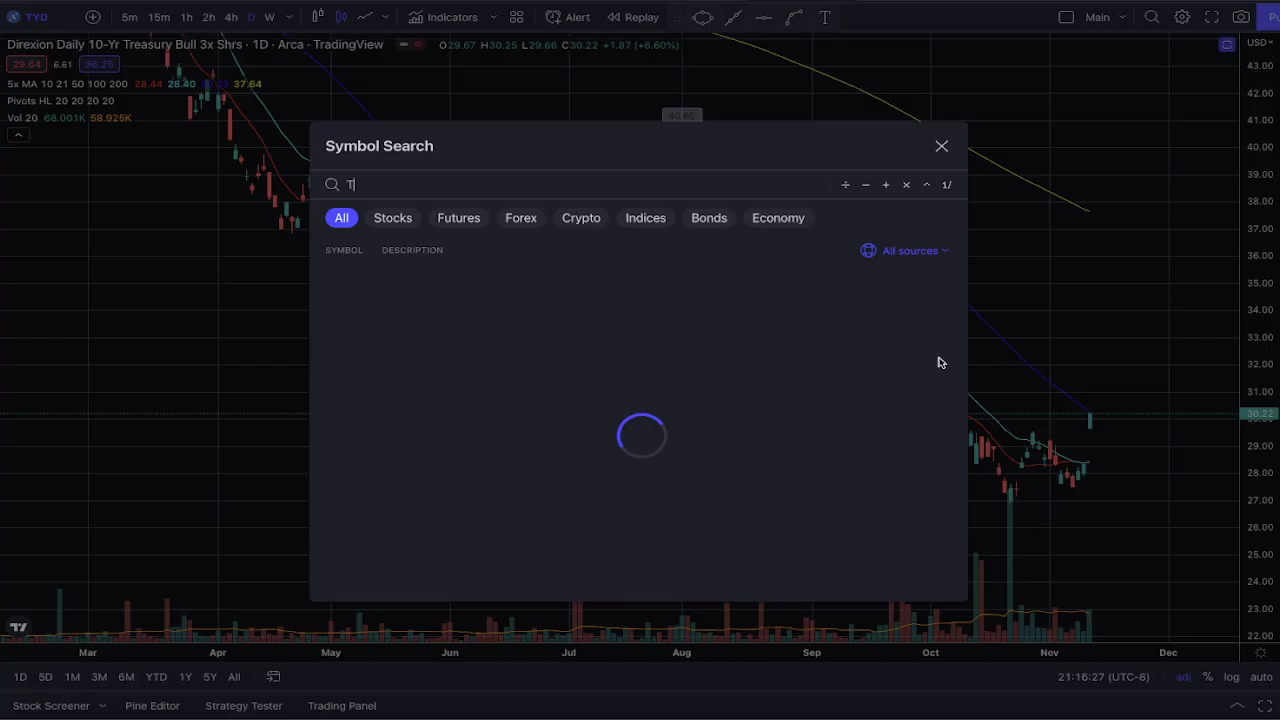 TYD 5m 15m 1h 2h 4h D W Indicators Alert Replay T Main
Direxion Daily 10-Yr Treasury Bull 3x Shrs · 1D · Arca · TradingView O29.67 H30.25 L29.66 C30.22 +1.87 (+6.60%) USD
29.64 6.61 36.25
5x MA 10 21 50 100 200 28.44 28.40 37.64
Pivots HL 20 20 20 20
Vol 20 68.001K 58.925K
40.65
Symbol Search
T
÷ − + × ^ 1/
All Stocks Futures Forex Crypto Indices Bonds Economy
SYMBOL DESCRIPTION All sources
43.00
42.00
41.00
40.00
39.00
38.00
37.00
36.00
35.00
34.00
33.00
32.00
31.00
30.22
29.00
28.00
27.00
26.00
25.00
24.00
23.00
22.00
Mar Apr May Jun Jul Aug Sep Oct Nov Dec
1D 5D 1M 3M 6M YTD 1Y 5Y All 21:16:27 (UTC-8) adj % log auto
Stock Screener Pine Editor Strategy Tester Trading Panel